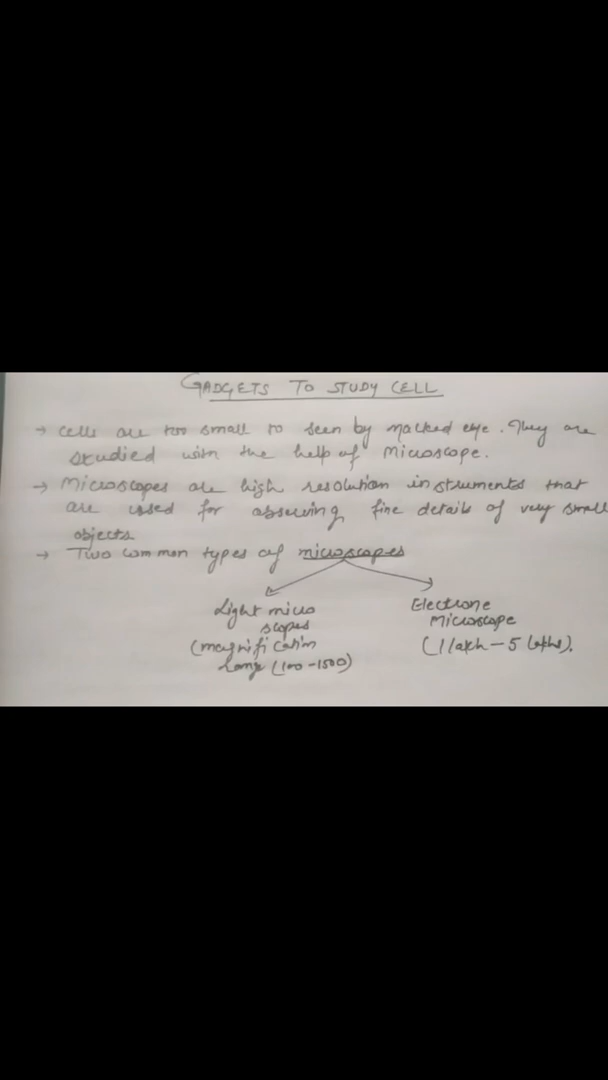 GADGETS TO STUDY CELL
→ Cells are too small to seen by nacked eye. They are
studied with the help of Microscope.
→ Microscopes are high resolution instruments that
are used for observing fine details of very small
objects
→ Two common types of microscopes
Light micro Electrone
scopes Microscope
(magnification (1 lakh - 5 lakhs).
(100-1500)